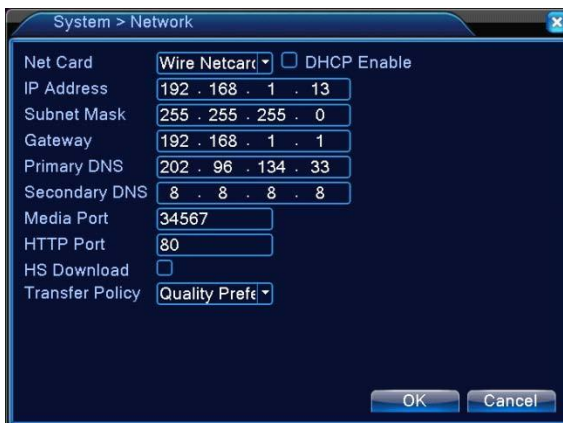 System > Network
Net Card Wire Netcar DHCP Enable
IP Address 192 . 168 . 1 . 13
Subnet Mask 255 . 255 . 255 . 0
Gateway 192 . 168 . 1 . 1
Primary DNS 202 . 96 . 134 . 33
Secondary DNS 8 . 8 . 8 . 8
Media Port 34567
HTTP Port 80
HS Download
Transfer Policy Quality Prefe
OK Cancel